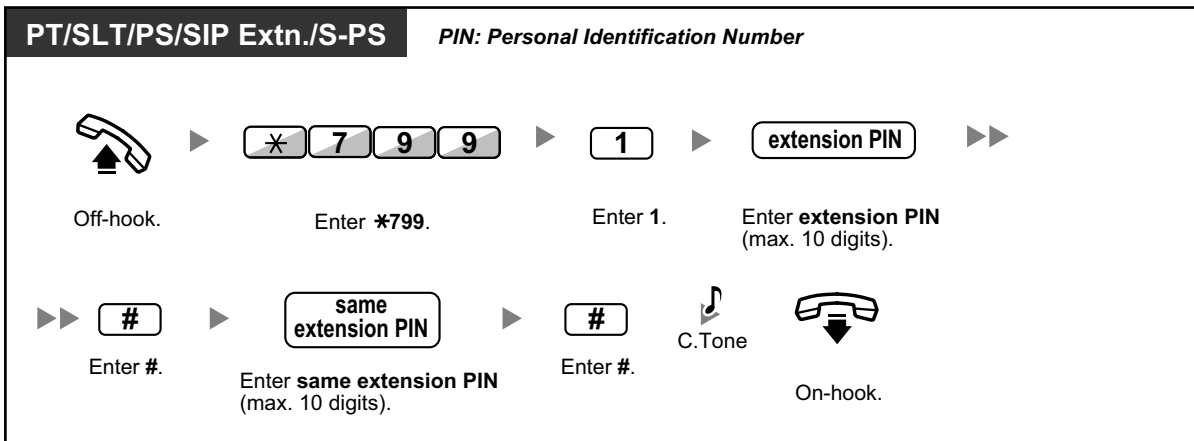 PT/SLT/PS/SIP Extn./S-PS
PIN: Personal Identification Number
* 7 9 9
1
extension PIN
Off-hook.
Enter *799.
Enter 1.
Enter extension PIN
(max. 10 digits).
#
same
extension PIN
#
C.Tone
Enter #.
Enter same extension PIN
(max. 10 digits).
Enter #.
On-hook.